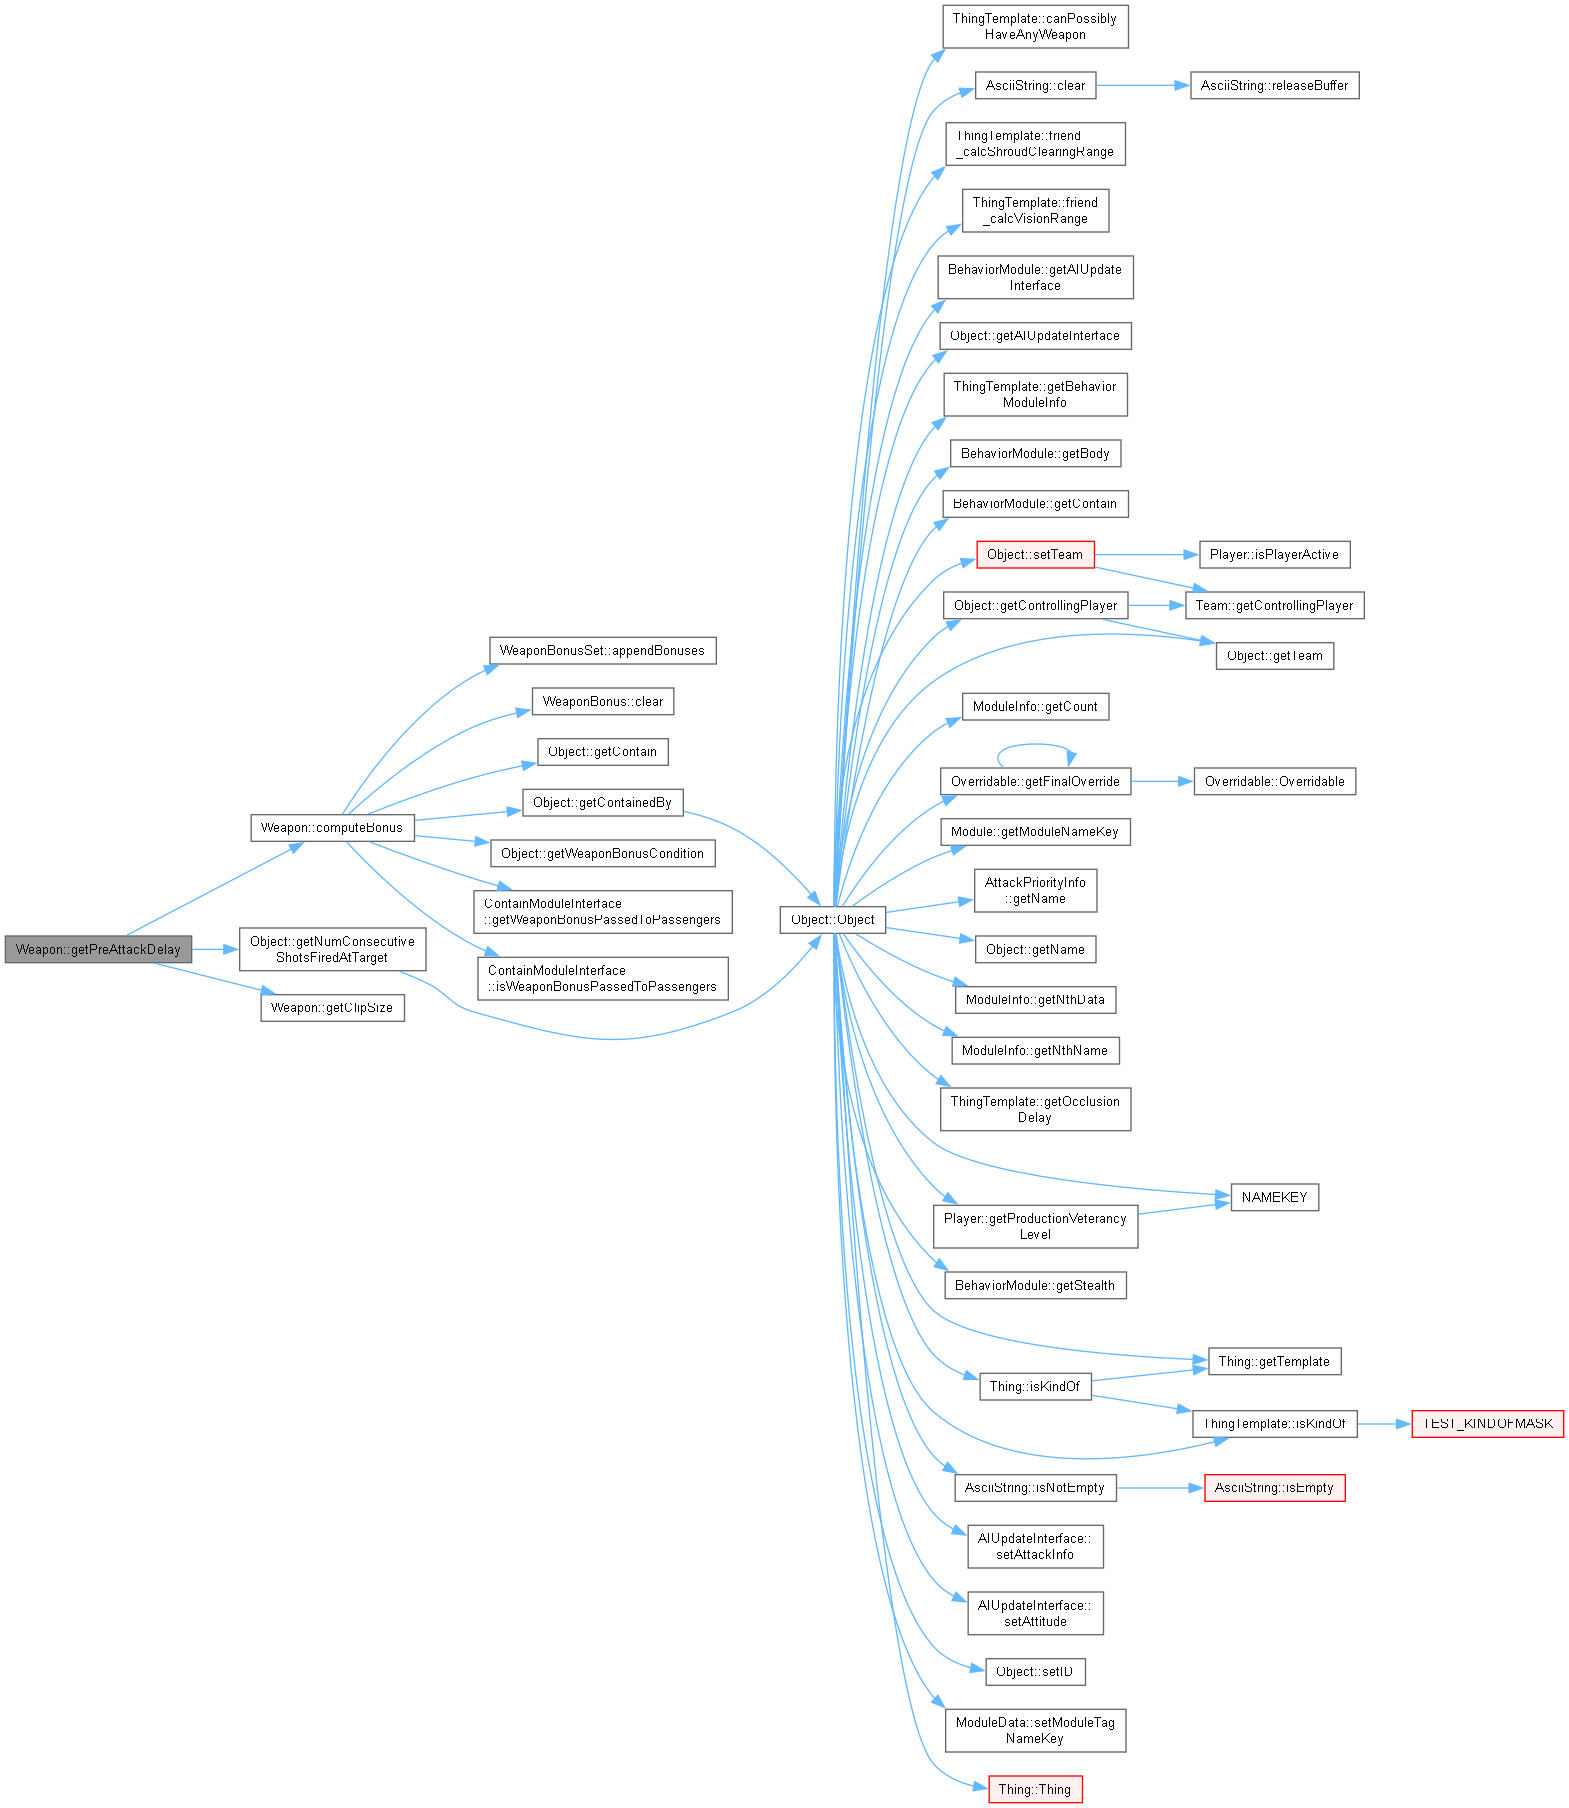 ThingTemplate::canPossibly
HaveAnyWeapon
AsciiString::clear
AsciiString::releaseBuffer
ThingTemplate::friend
_calcShroudClearingRange
ThingTemplate::friend
_calcVisionRange
BehaviorModule::getAIUpdate
Interface
Object::getAIUpdateInterface
ThingTemplate::getBehavior
ModuleInfo
BehaviorModule::getBody
BehaviorModule::getContain
Object::setTeam
Player::isPlayerActive
Object::getControllingPlayer
Team::getControllingPlayer
Object::getTeam
WeaponBonusSet::appendBonuses
WeaponBonus::clear
ModuleInfo::getCount
Object::getContain
Overridable::getFinalOverride
Overridable::Overridable
Object::getContainedBy
Weapon::computeBonus
Module::getModuleNameKey
Object::getWeaponBonusCondition
AttackPriorityInfo
::getName
ContainModuleInterface
::getWeaponBonusPassedToPassengers
Object::Object
Weapon::getPreAttackDelay
Object::getNumConsecutive
ShotsFiredAtTarget
Object::getName
ContainModuleInterface
::isWeaponBonusPassedToPassengers
Weapon::getClipSize
ModuleInfo::getNthData
ModuleInfo::getNthName
ThingTemplate::getOcclusion
Delay
NAMEKEY
Player::getProductionVeterancy
Level
BehaviorModule::getStealth
Thing::getTemplate
Thing::isKindOf
ThingTemplate::isKindOf
TEST_KINDOFMASK
AsciiString::isNotEmpty
AsciiString::isEmpty
AIUpdateInterface::
setAttackInfo
AIUpdateInterface::
setAttitude
Object::setID
ModuleData::setModuleTag
NameKey
Thing::Thing